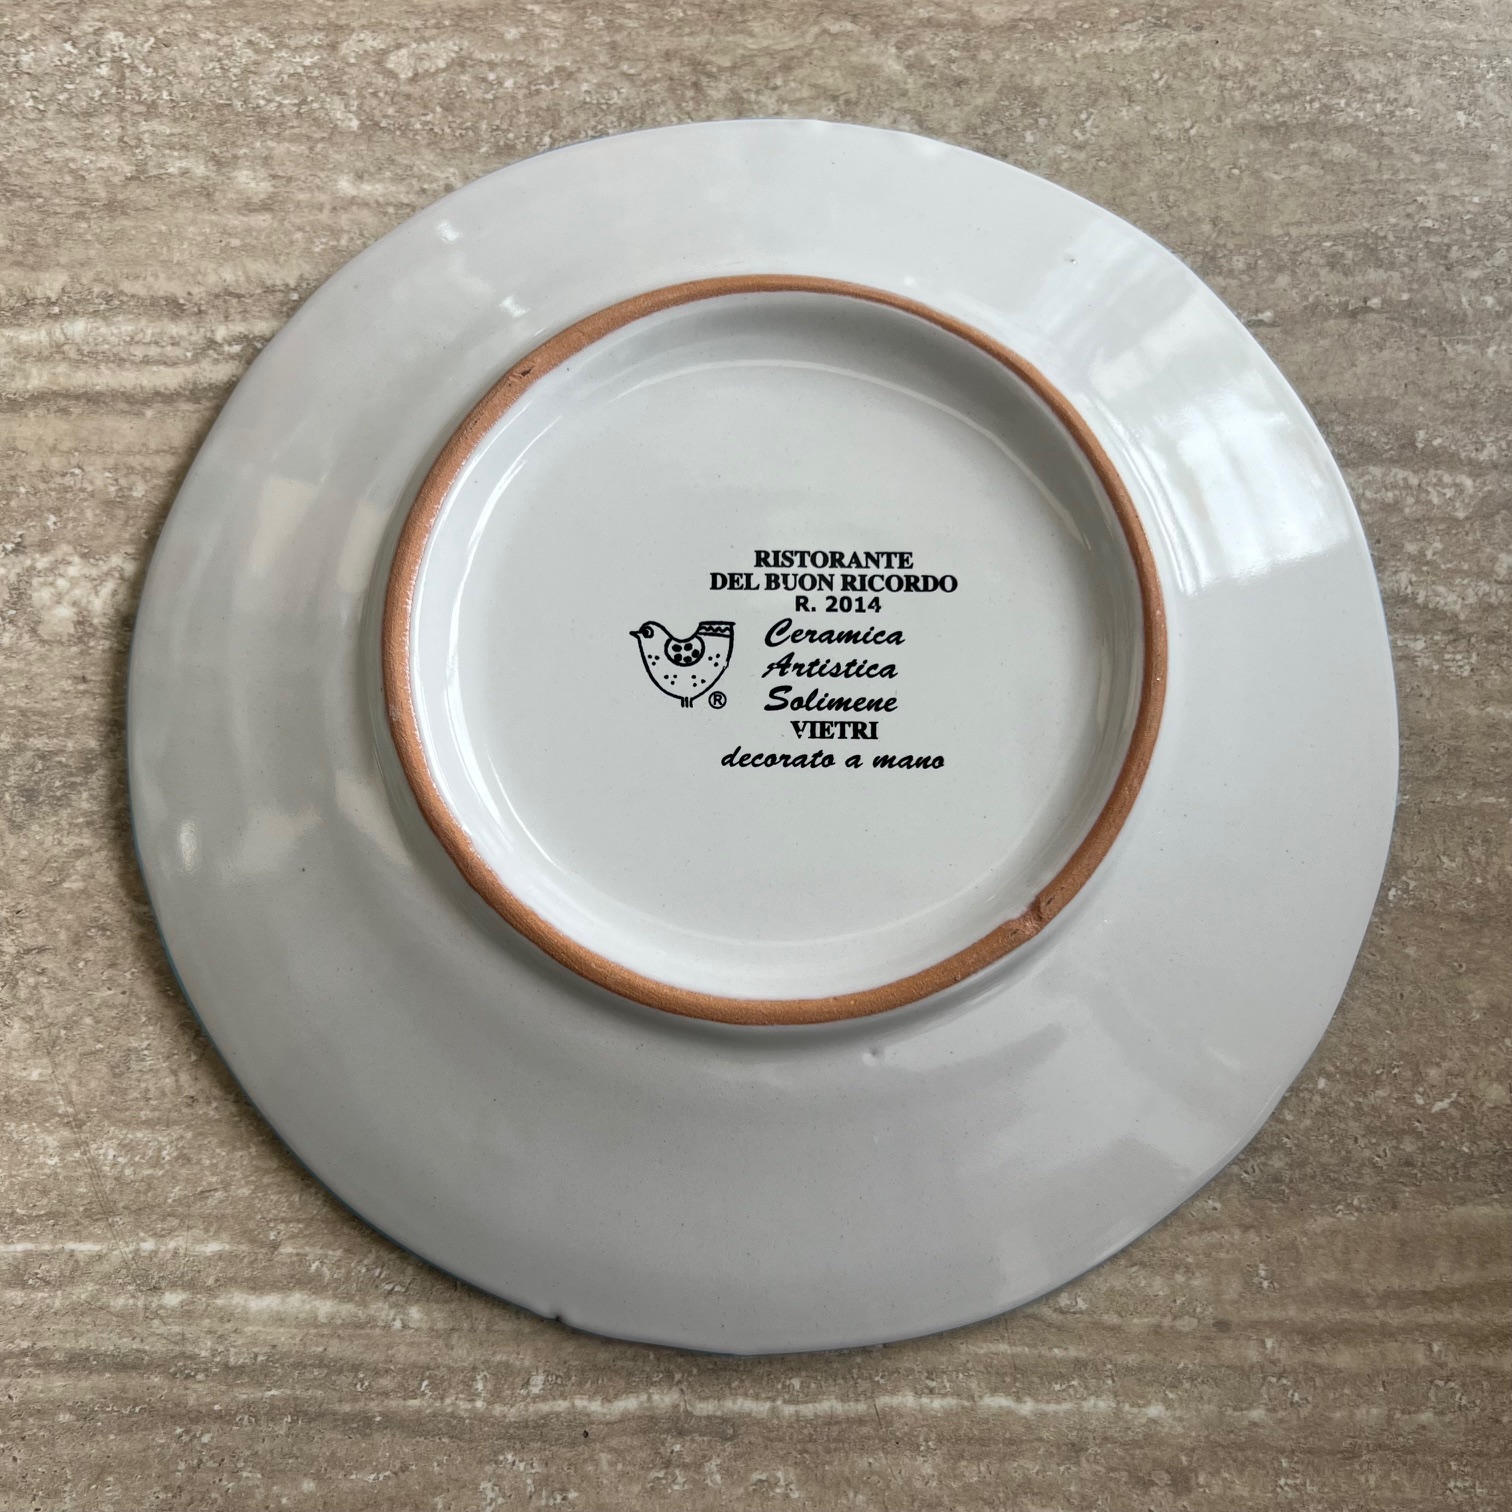 RISTORANTE
DEL BUON RICORDO
R. 2014
Ceramica
Artistica
Solimene
®
VIETRI
decorato a mano